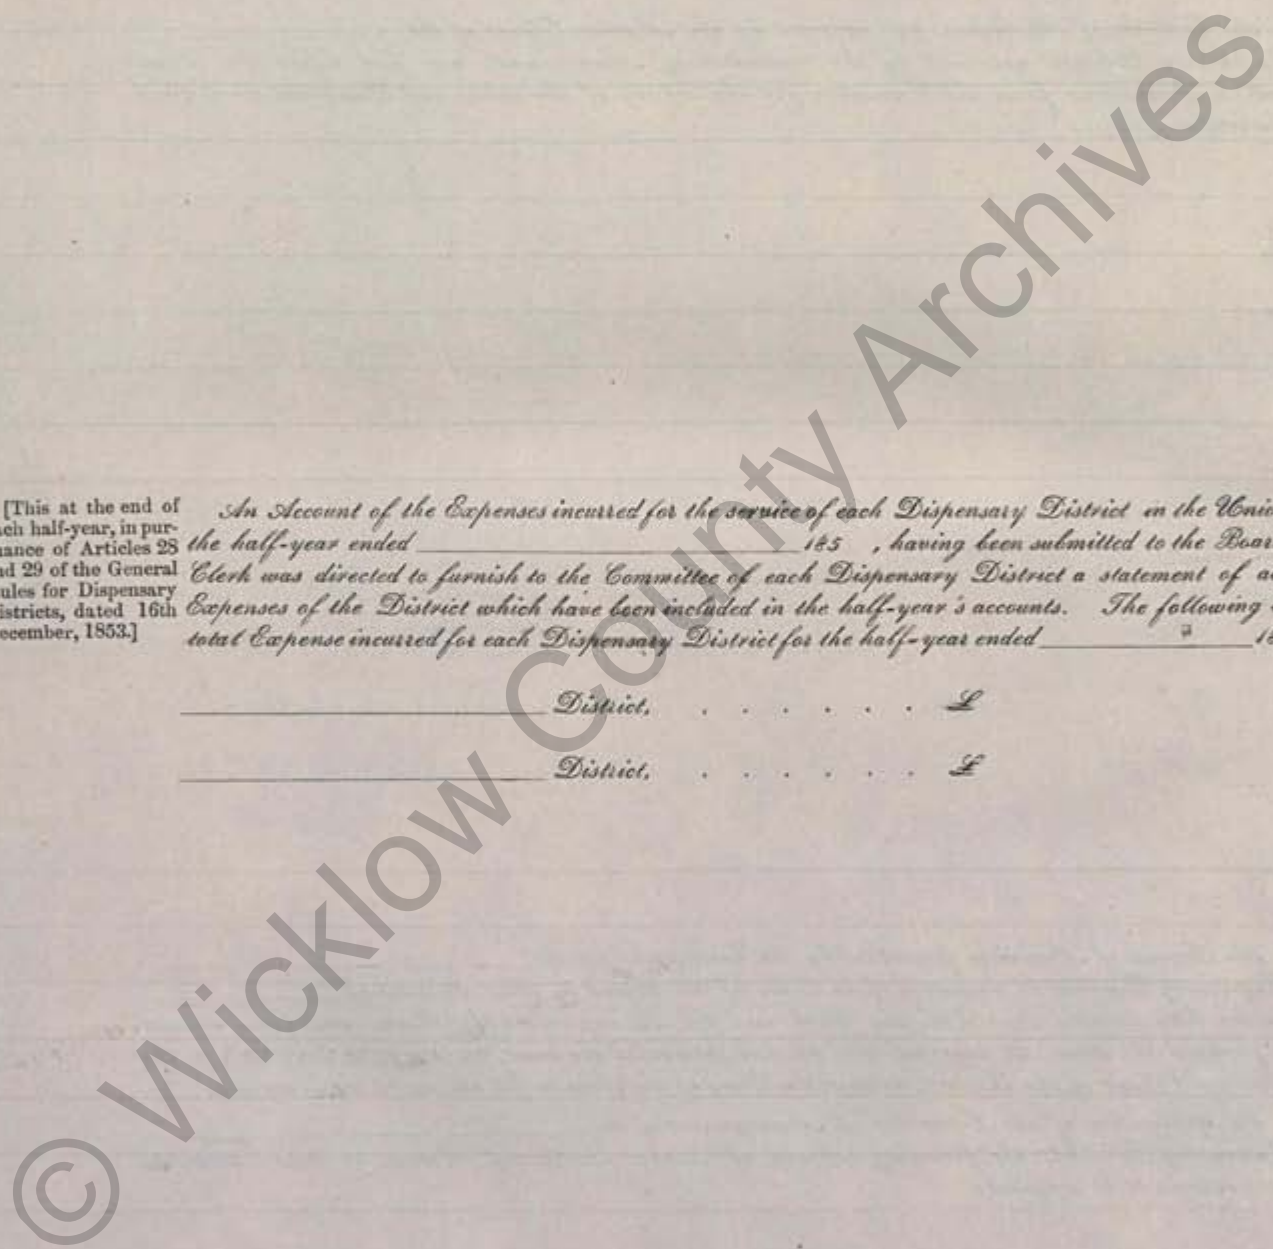 [This at the end of
ach half-year, in pur-
uance of Articles 28
nd 29 of the General
ules for Dispensary
istricts, dated 16th
ecember, 1853.]
An Account of the Expenses incurred for the service of each Dispensary District in the Unio
the half-year ended 185 , having been submitted to the Boar
Clerk was directed to furnish to the Committee of each Dispensary District a statement of a
Expenses of the District which have been included in the half-year's accounts. The following
total Expense incurred for each Dispensary District for the half-year ended 18
District, . . . . . . £
District, . . . . . . £
© Wicklow County Archives